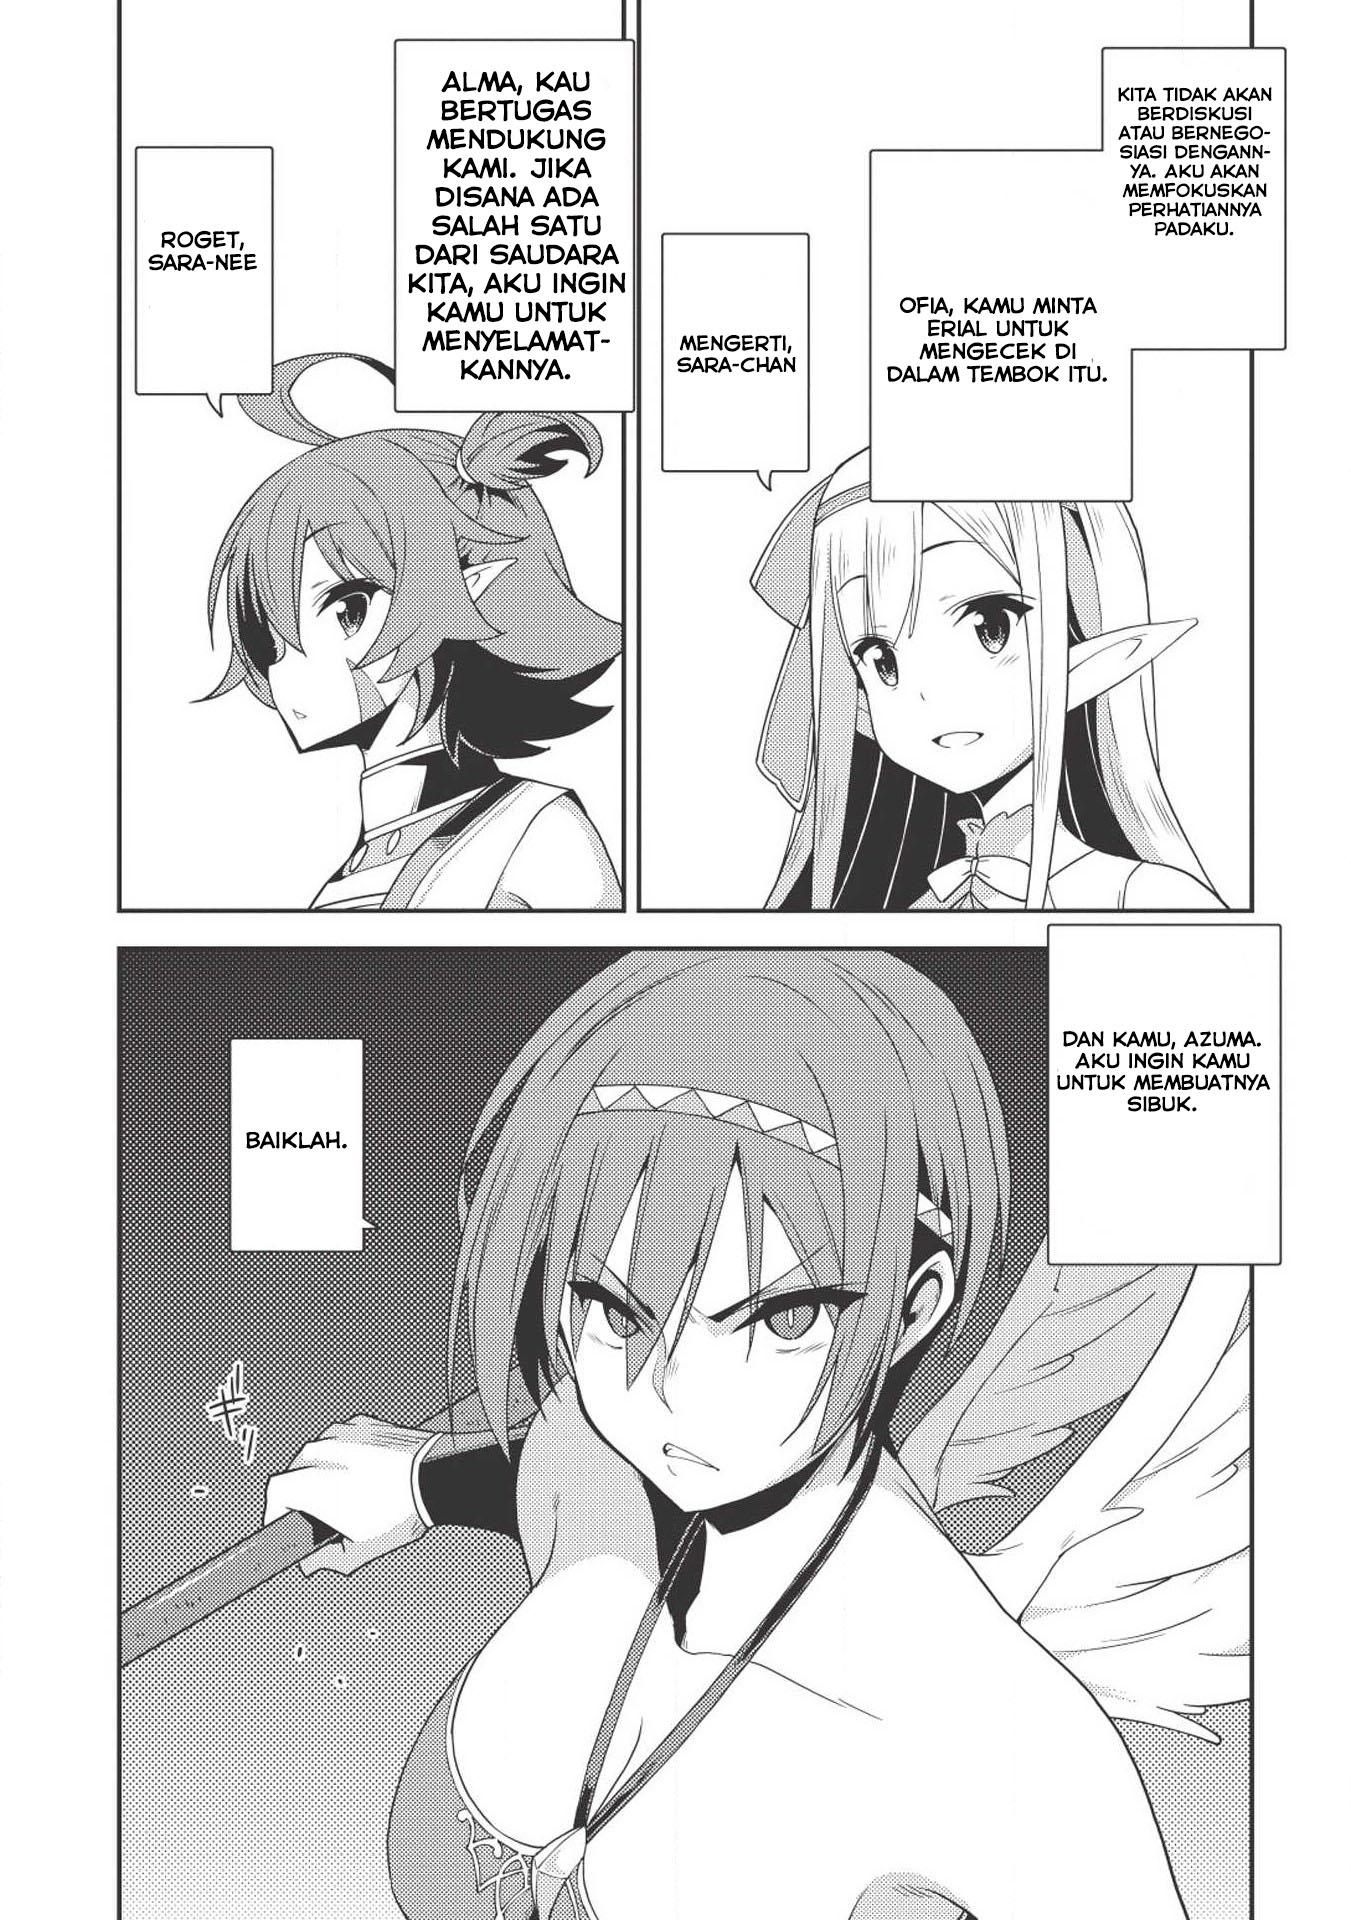 KITA TIDAK AKAN
BERDISKUSI
ATAU BERNEGO-
SIASI DENGANN-
YA. AKU AKAN
MEMFOKUSKAN
PERHATIANNYA
PADAKU.
OFIA, KAMU MINTA
ERIAL UNTUK
MENGECEK DI
DALAM TEMBOK ITU.
MENGERTI,
SARA-CHAN
ALMA, KAU
BERTUGAS
MENDUKUNG
KAMI. JIKA
DISANA ADA
SALAH SATU
DARI SAUDARA
KITA, AKU INGIN
KAMU UNTUK
MENYELAMAT-
KANNYA.
ROGET,
SARA-NEE
DAN KAMU, AZUMA.
AKU INGIN KAMU
UNTUK MEMBUATNYA
SIBUK.
BAIKLAH.
ギリ